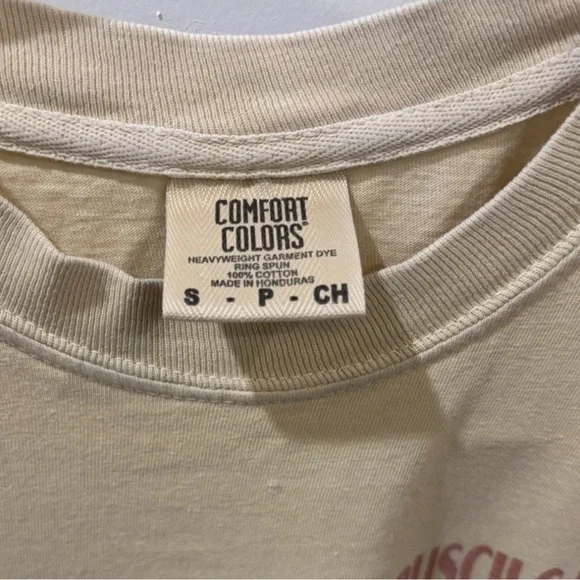 COMFORT
COLORS®
HEAVYWEIGHT GARMENT DYE
RING SPUN
100% COTTON
MADE IN HONDURAS
S - P - CH